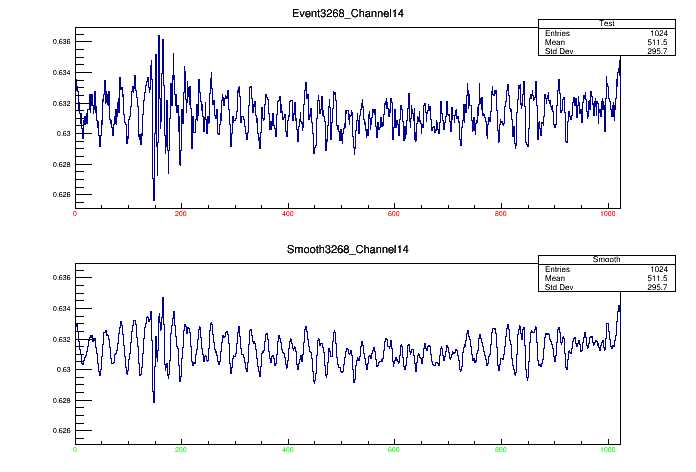 Event3268_Channel14
Test
Entries 1024
Mean 511.5
Std Dev 295.7
0.636
0.634
0.632
0.63
0.628
0.626
0 200 400 600 800 1000
Smooth3268_Channel14
Smooth
Entries 1024
Mean 511.5
Std Dev 295.7
0.636
0.634
0.632
0.63
0.628
0.626
0 200 400 600 800 1000